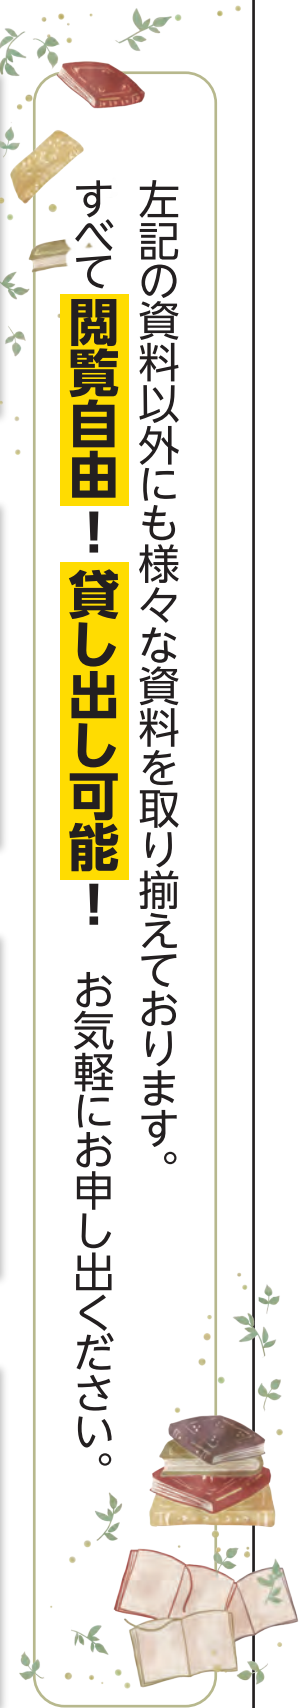 左記の資料以外にも様々な資料を取り揃えております。
すべて閲覧自由！貸し出し可能！　お気軽にお申し出ください。